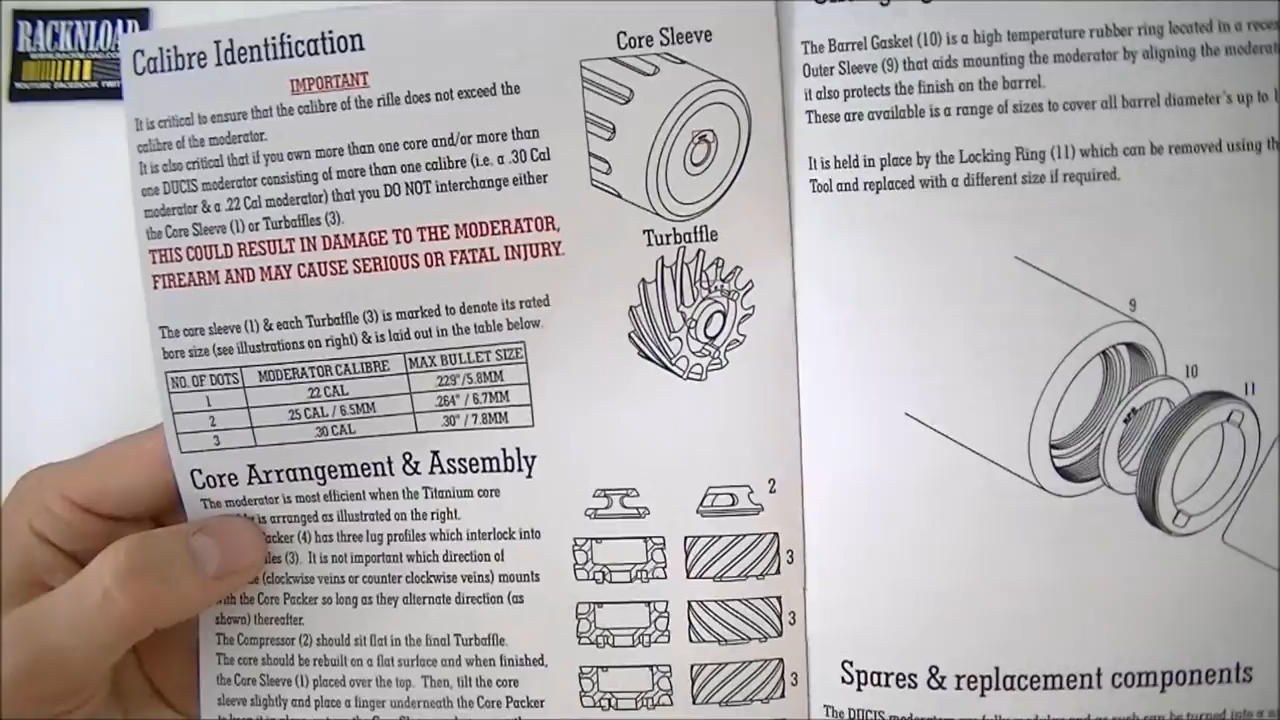 RACKNLOAD
Calibre Identification
IMPORTANT
It is critical to ensure that the calibre of the rifle does not exceed the
calibre of the moderator.
It is also critical that if you own more than one core and/or more than
one DUCIS moderator consisting of more than one calibre (i.e. a .30 Cal
moderator & a .22 Cal moderator) that you DO NOT interchange either
the Core Sleeve (1) or Turbaffles (3).
THIS COULD RESULT IN DAMAGE TO THE MODERATOR,
FIREARM AND MAY CAUSE SERIOUS OR FATAL INJURY.
The core sleeve (1) & each Turbaffle (3) is marked to denote its rated
bore size (see illustrations on right) & is laid out in the table below.
NO. OF DOTS MODERATOR CALIBRE MAX BULLET SIZE
1 .22 CAL .229"/5.8MM
2 25 CAL / 6.5MM .264" / 6.7MM
3 .30 CAL .30" / 7.8MM
Core Arrangement & Assembly
The moderator is most efficient when the Titanium core
is arranged as illustrated on the right.
(4) has three lug profiles which interlock into
(3). It is not important which direction of
(clockwise veins or counter clockwise veins) mounts
the Core Packer so long as they alternate direction (as
shown) thereafter.
The Compressor (2) should sit flat in the final Turbaffle.
The core should be rebuilt on a flat surface and when finished,
the Core Sleeve (1) placed over the top. Then, tilt the core
sleeve slightly and place a finger underneath the Core Packer
Core Sleeve
Turbaffle
2
3
3
3
The Barrel Gasket (10) is a high temperature rubber ring located in a
Outer Sleeve (9) that aids mounting the moderator by aligning the
it also protects the finish on the barrel.
These are available is a range of sizes to cover all barrel diameter's up to
It is held in place by the Locking Ring (11) which can be removed using
Tool and replaced with a different size if required.
9
10
11
Spares & replacement components
The DUCIS